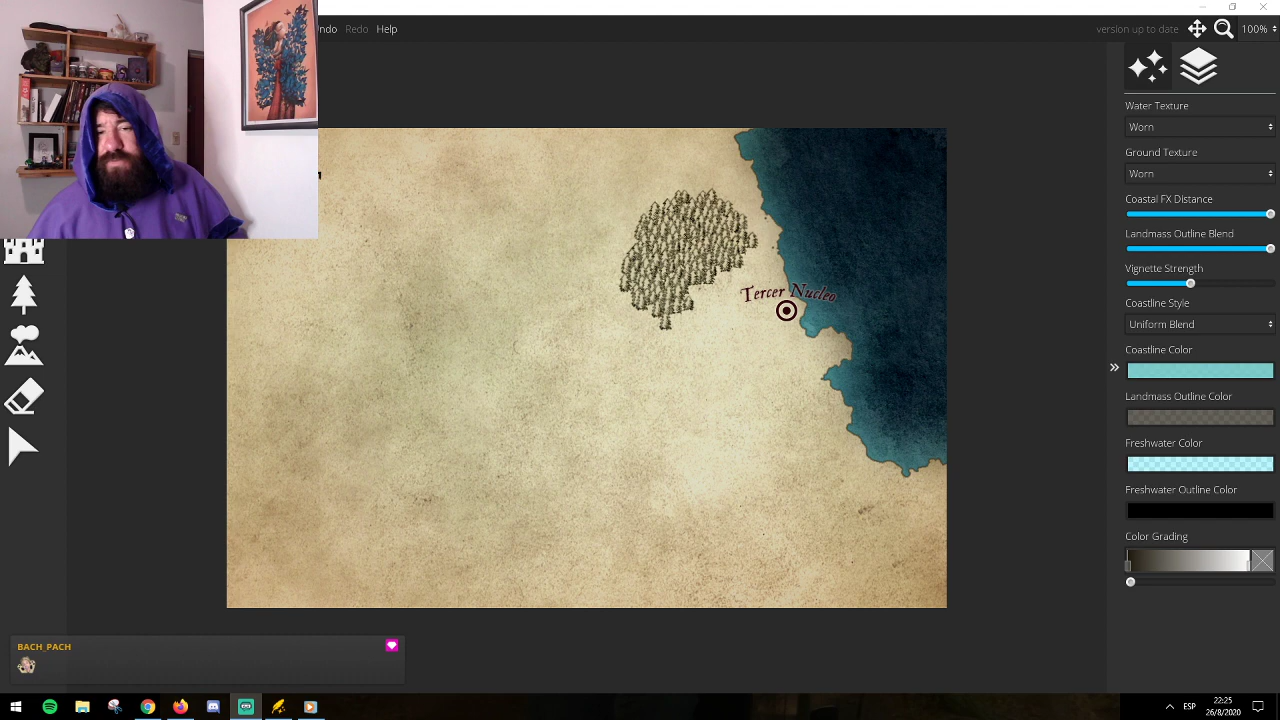 ndo Redo Help
version up to date
100%
Water Texture
Worn
Ground Texture
Worn
Coastal FX Distance
Landmass Outline Blend
Vignette Strength
Coastline Style
Uniform Blend
Coastline Color
Landmass Outline Color
Freshwater Color
Freshwater Outline Color
Color Grading
Tercer Nucleo
BACH_PACH
ESP
22:25
26/8/2020